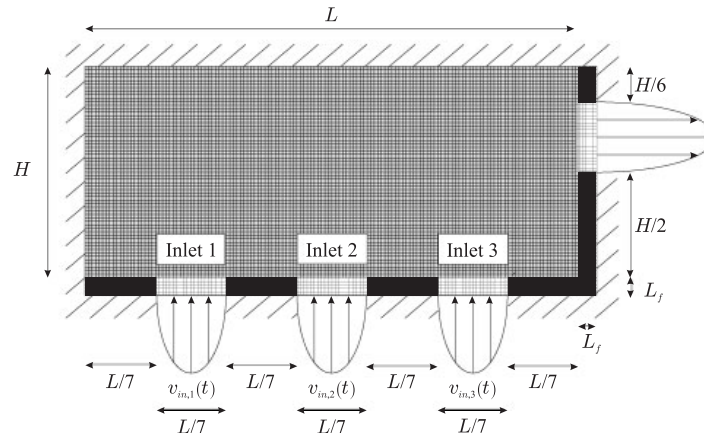 L
H/6
H
H/2
Inlet 1 Inlet 2 Inlet 3
L_f
L_f
L/7 v_{in,1}(t) L/7 v_{in,2}(t) L/7 v_{in,3}(t) L/7
L/7 L/7 L/7